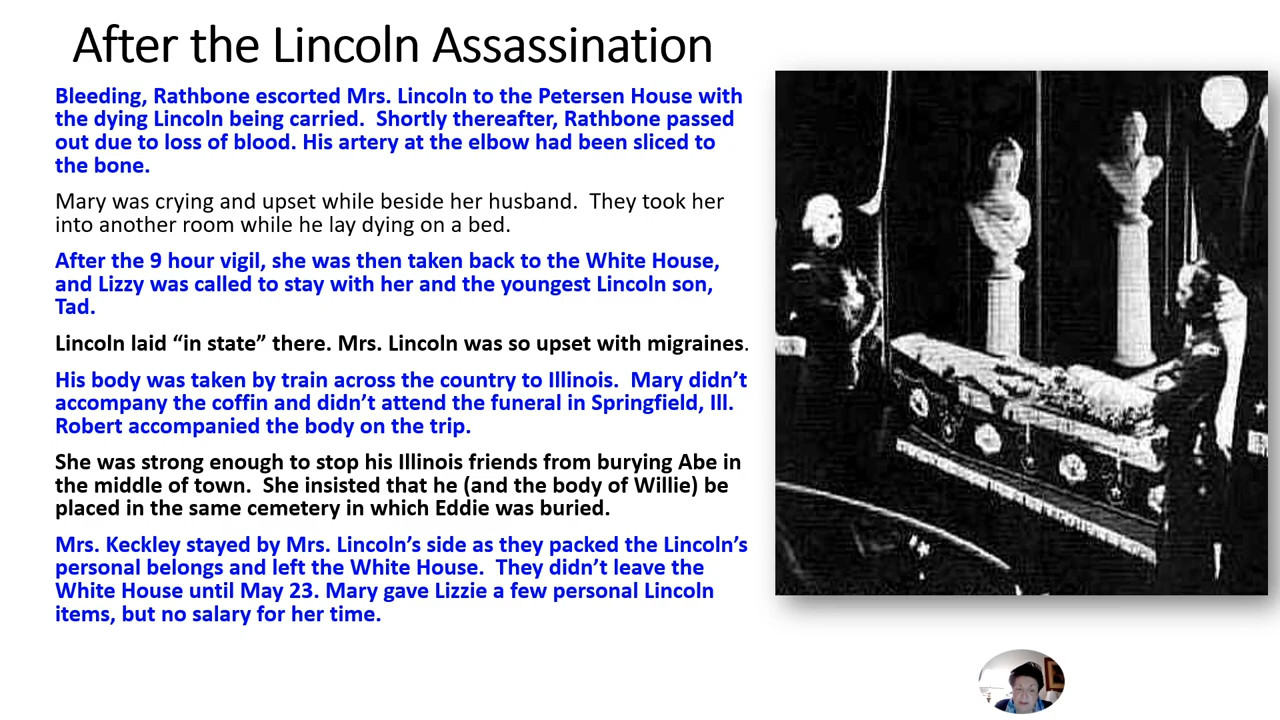 After the Lincoln Assassination
Bleeding, Rathbone escorted Mrs. Lincoln to the Petersen House with
the dying Lincoln being carried.  Shortly thereafter, Rathbone passed
out due to loss of blood. His artery at the elbow had been sliced to
the bone.
Mary was crying and upset while beside her husband.  They took her
into another room while he lay dying on a bed.
After the 9 hour vigil, she was then taken back to the White House,
and Lizzy was called to stay with her and the youngest Lincoln son,
Tad.
Lincoln laid “in state” there. Mrs. Lincoln was so upset with migraines.
His body was taken by train across the country to Illinois.  Mary didn’t
accompany the coffin and didn’t attend the funeral in Springfield, Ill.
Robert accompanied the body on the trip.
She was strong enough to stop his Illinois friends from burying Abe in
the middle of town.  She insisted that he (and the body of Willie) be
placed in the same cemetery in which Eddie was buried.
Mrs. Keckley stayed by Mrs. Lincoln’s side as they packed the Lincoln’s
personal belongs and left the White House.  They didn’t leave the
White House until May 23. Mary gave Lizzie a few personal Lincoln
items, but no salary for her time.